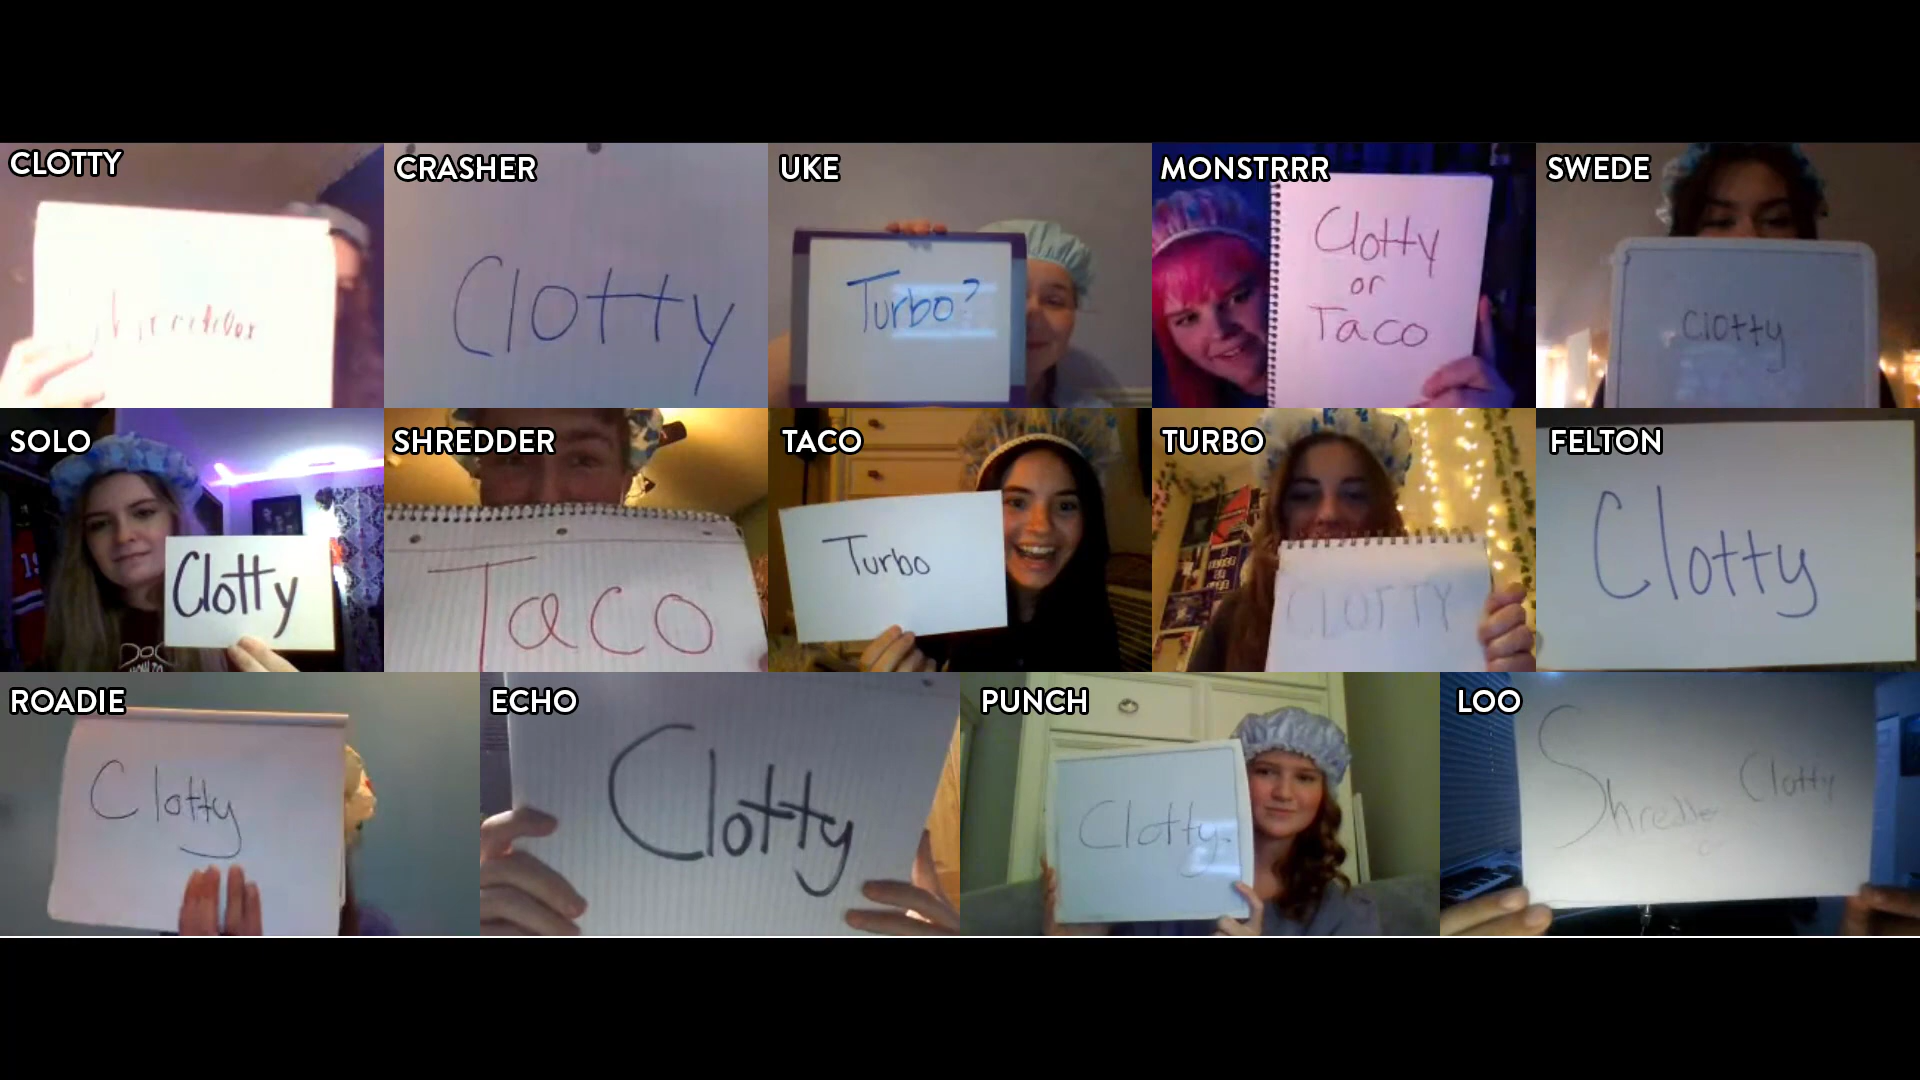 CLOTTY
CRASHER
Clotty
UKE
Turbo?
MONSTRRR
Clotty
or
Taco
SWEDE
Clotty
SOLO
Clotty
SHREDDER
Taco
TACO
Turbo
TURBO
CLOTTY
FELTON
Clotty
ROADIE
Clotty
ECHO
Clotty
PUNCH
Clotty
LOO
Shredder Clotty